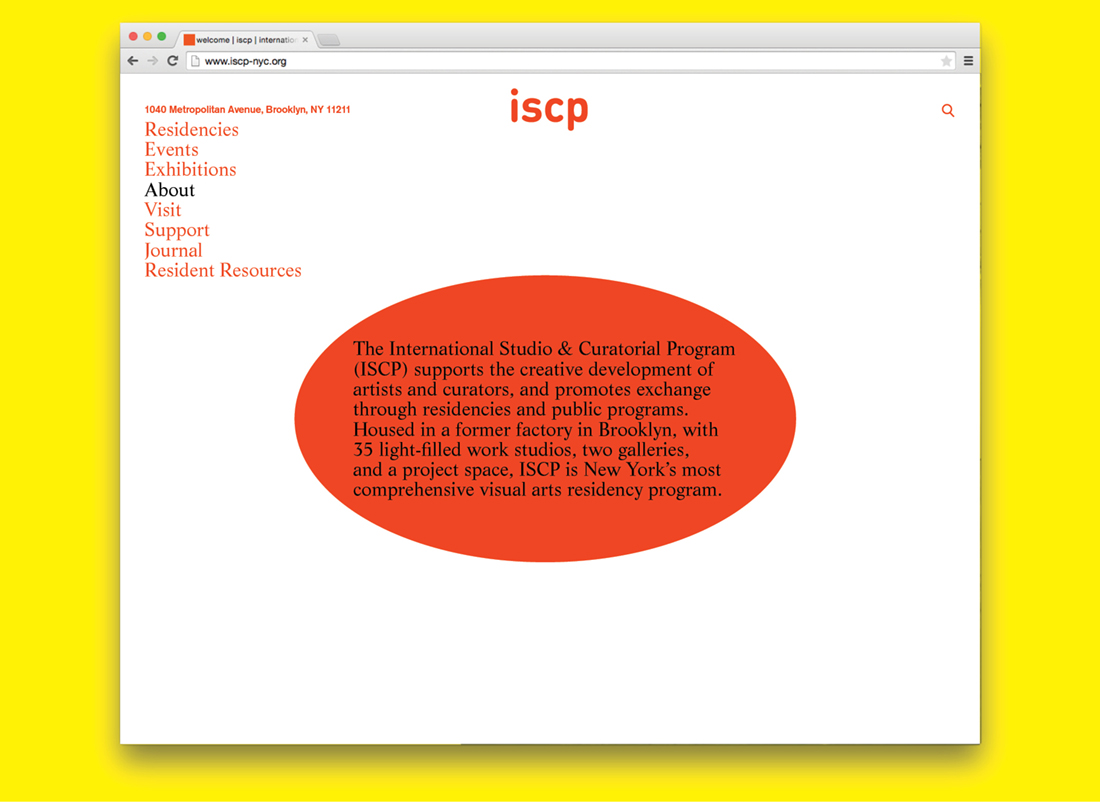 welcome | iscp | internatio
www.iscp-nyc.org
iscp
1040 Metropolitan Avenue, Brooklyn, NY 11211
Residencies
Events
Exhibitions
About
Visit
Support
Journal
Resident Resources
The International Studio & Curatorial Program
(ISCP) supports the creative development of
artists and curators, and promotes exchange
through residencies and public programs.
Housed in a former factory in Brooklyn, with
35 light-filled work studios, two galleries,
and a project space, ISCP is New York’s most
comprehensive visual arts residency program.